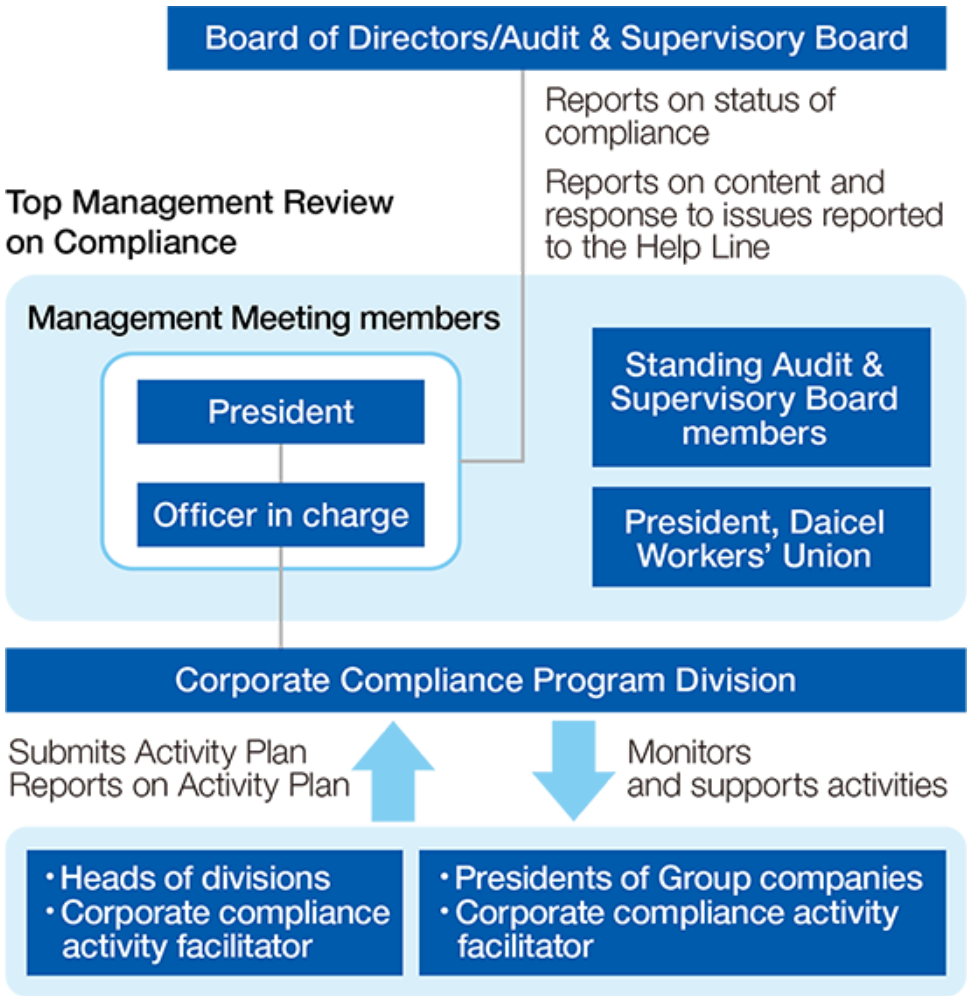 Board of Directors/Audit & Supervisory Board
Reports on status of
compliance
Reports on content and
response to issues reported
to the Help Line
Top Management Review
on Compliance
Management Meeting members
President
Officer in charge
Standing Audit &
Supervisory Board
members
President, Daicel
Workers’ Union
Corporate Compliance Program Division
Submits Activity Plan
Reports on Activity Plan
Monitors
and supports activities
・Heads of divisions
・Corporate compliance
activity facilitator
・Presidents of Group companies
・Corporate compliance activity
facilitator